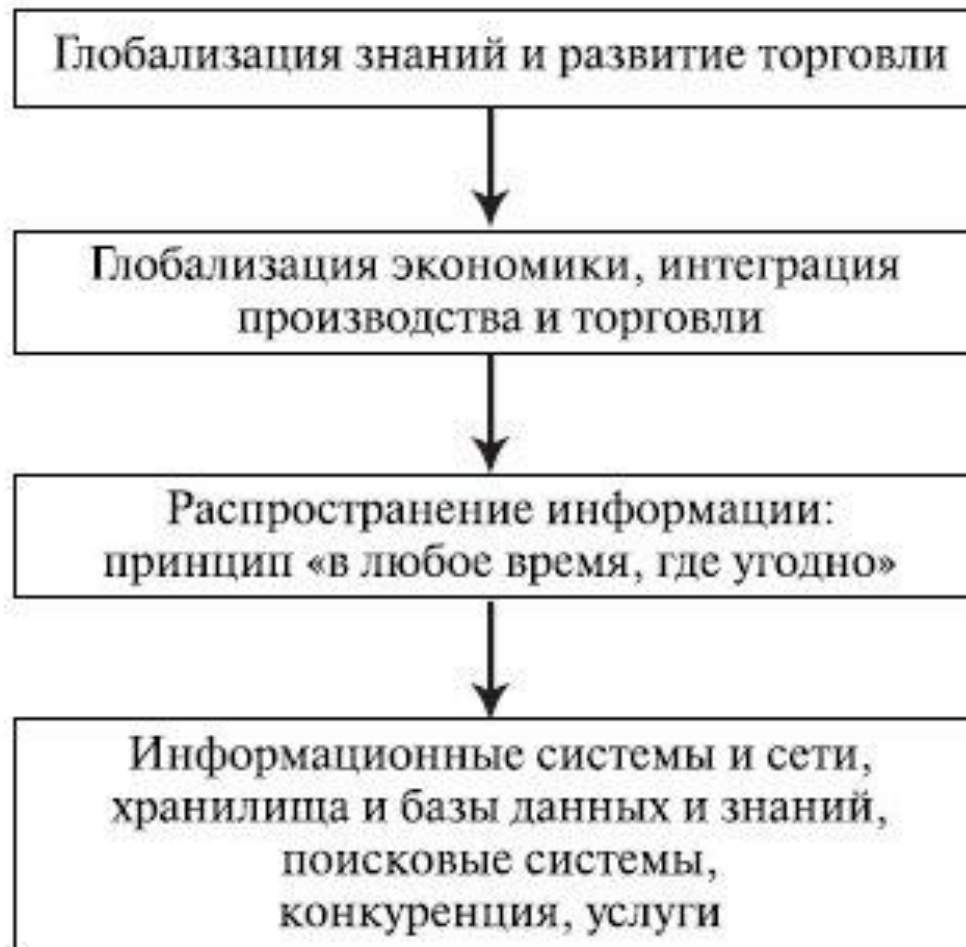 Глобализация знаний и развитие торговли
Глобализация экономики, интеграция
производства и торговли
Распространение информации:
принцип «в любое время, где угодно»
Информационные системы и сети,
хранилища и базы данных и знаний,
поисковые системы,
конкуренция, услуги